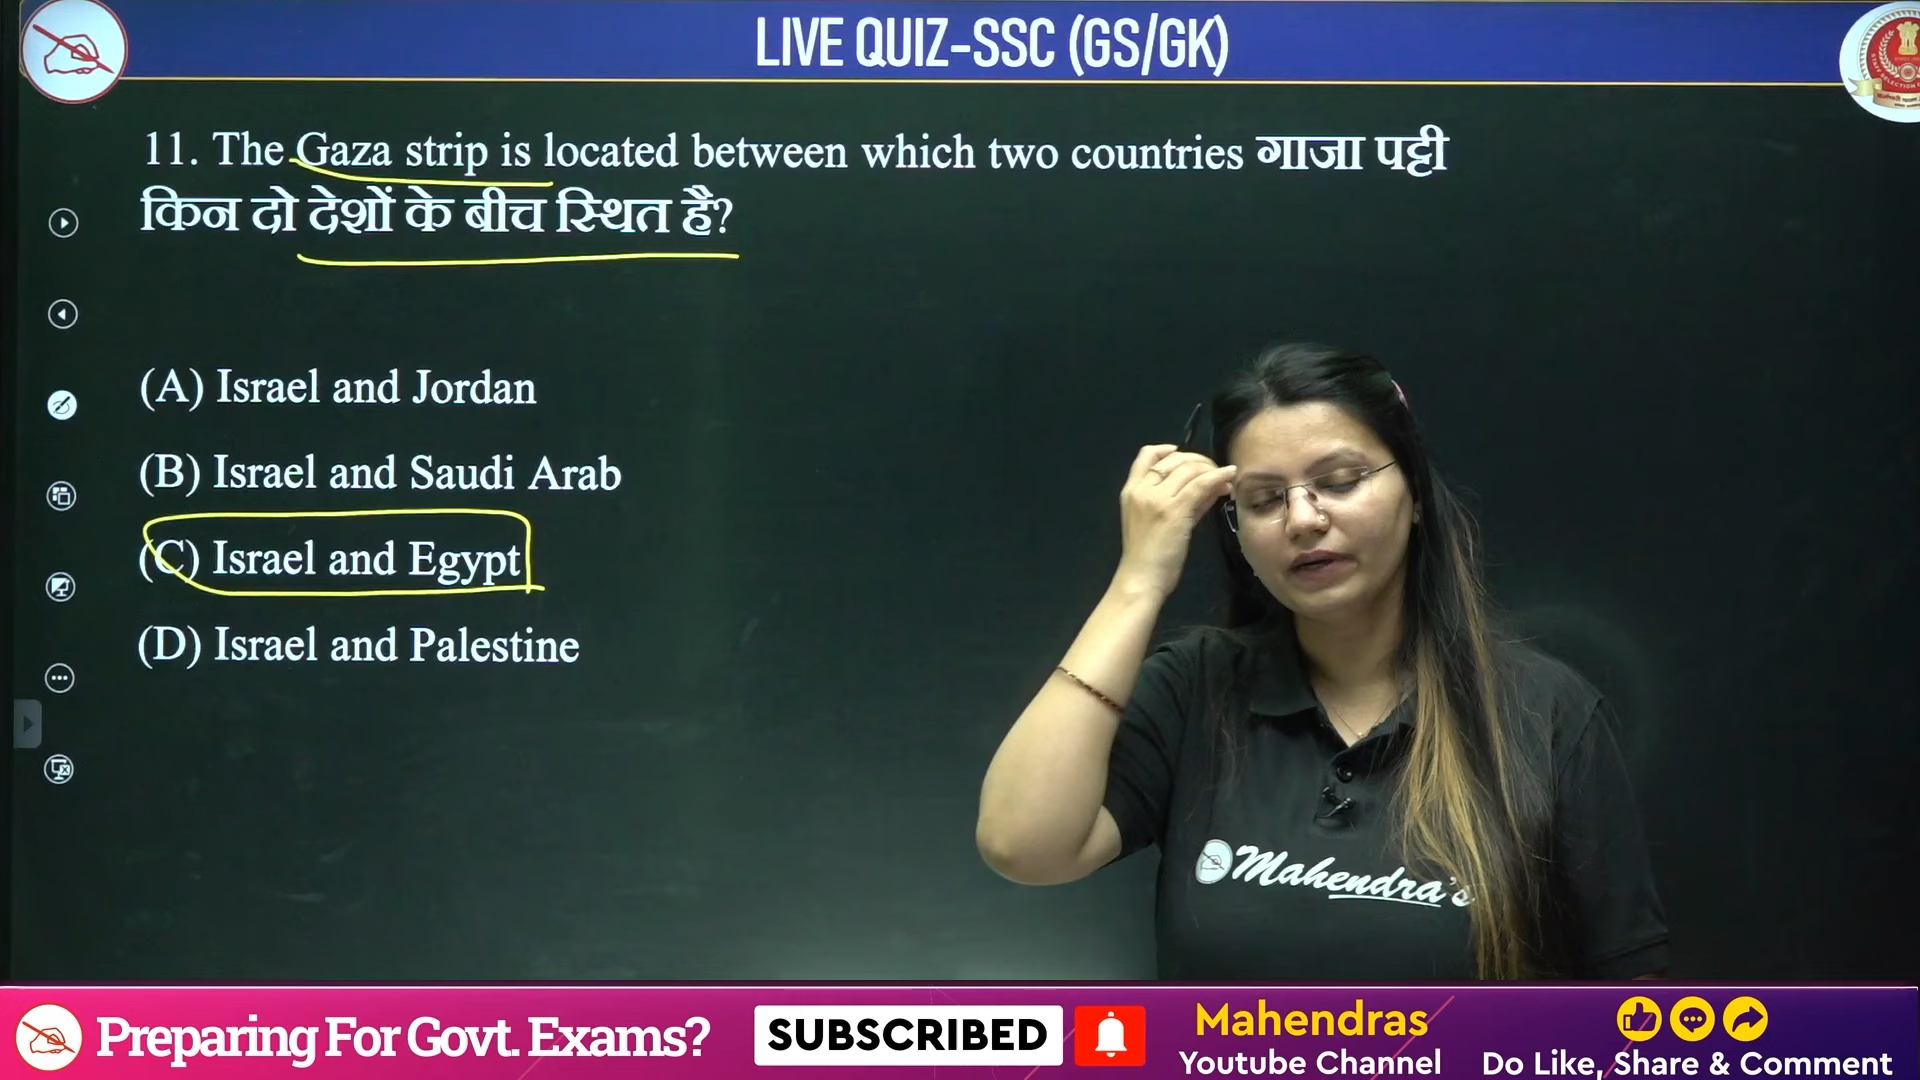 LIVE QUIZ-SSC (GS/GK)
11. The Gaza strip is located between which two countries गाजा पट्टी
किन दो देशों के बीच स्थित है?
(A) Israel and Jordan
(B) Israel and Saudi Arab
(C) Israel and Egypt
(D) Israel and Palestine
Mahendra's
Preparing For Govt. Exams?
SUBSCRIBED
Mahendras
Youtube Channel
Do Like, Share & Comment